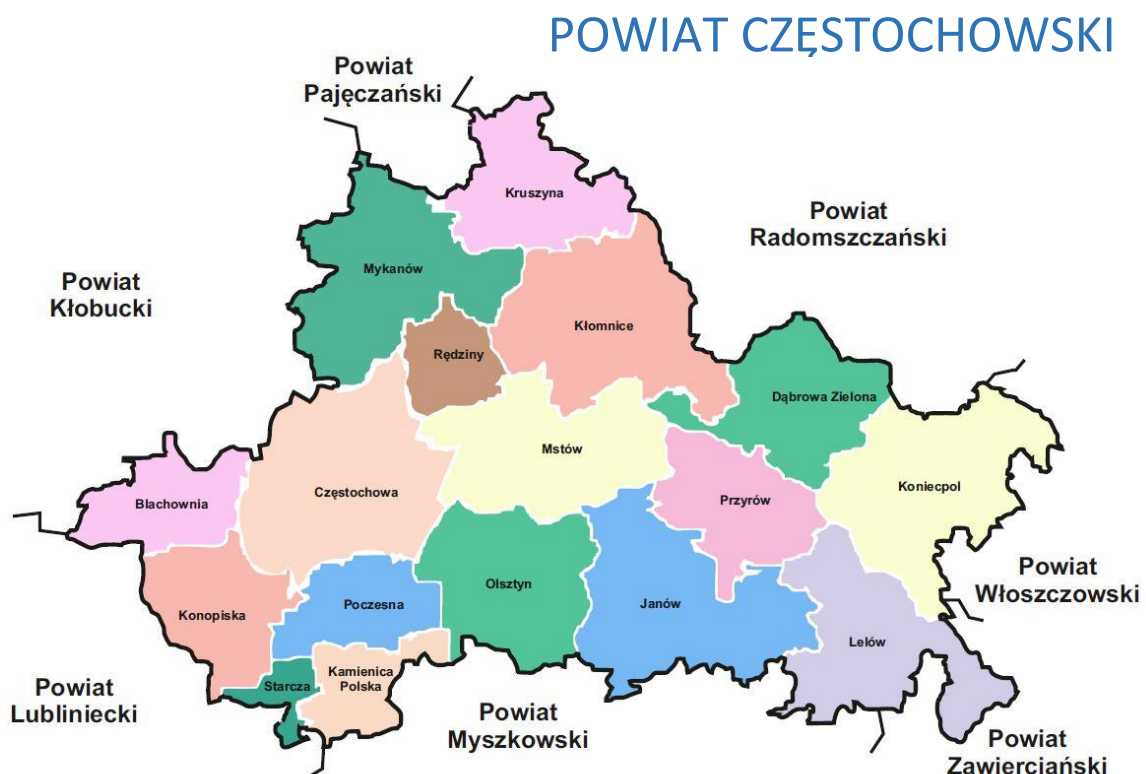 POWIAT CZĘSTOCHOWSKI
Powiat
Pajęczański
Kruszyna
Powiat
Radomszczański
Mykanów
Powiat
Kłobucki
Kłomnice
Rędziny
Dąbrowa Zielona
Mstów
Częstochowa
Koniecpol
Przyrów
Blachownia
Powiat
Włoszczowski
Olsztyn
Janów
Poczesna
Konopiska
Lelów
Kamienica
Polska
Starcza
Powiat
Lubliniecki
Powiat
Myszkowski
Powiat
Zawierciański